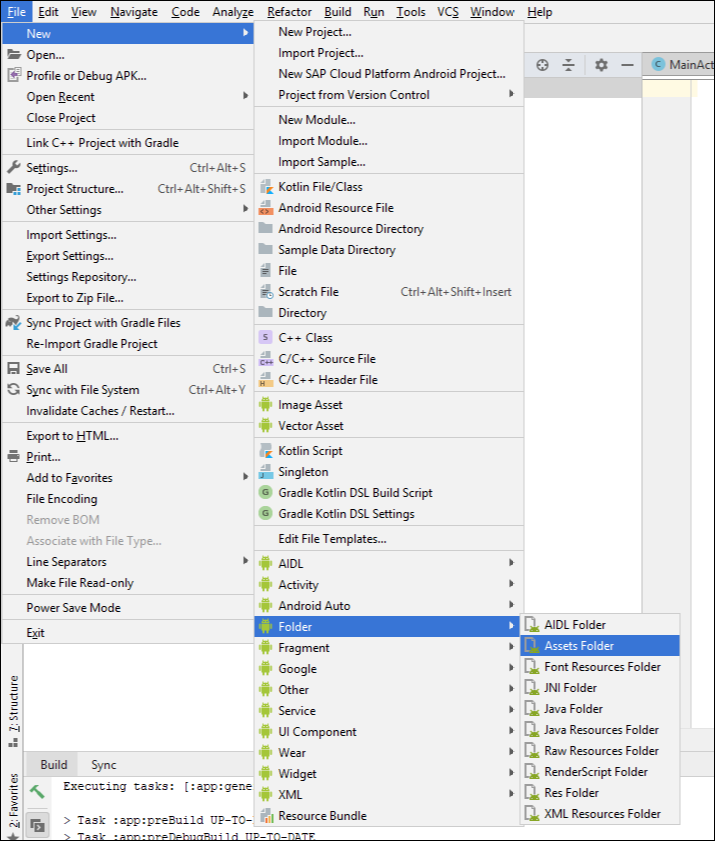 File Edit View Navigate Code Analyze Refactor Build Run Tools VCS Window Help
New
Open...
Profile or Debug APK...
Open Recent
Close Project
Link C++ Project with Gradle
Settings... Ctrl+Alt+S
Project Structure... Ctrl+Alt+Shift+S
Other Settings
Import Settings...
Export Settings...
Settings Repository...
Export to Zip File...
Sync Project with Gradle Files
Re-Import Gradle Project
Save All Ctrl+S
Sync with File System Ctrl+Alt+Y
Invalidate Caches / Restart...
Export to HTML...
Print...
Add to Favorites
File Encoding
Remove BOM
Associate with File Type...
Line Separators
Make File Read-only
Power Save Mode
Exit
New Project...
Import Project...
New SAP Cloud Platform Android Project...
Project from Version Control
New Module...
Import Module...
Import Sample...
Kotlin File/Class
Android Resource File
Android Resource Directory
Sample Data Directory
File
Scratch File Ctrl+Alt+Shift+Insert
Directory
S C++ Class
C++ C/C++ Source File
H C/C++ Header File
Image Asset
Vector Asset
Kotlin Script
Singleton
G Gradle Kotlin DSL Build Script
G Gradle Kotlin DSL Settings
Edit File Templates...
AIDL
Activity
Android Auto
Folder
Fragment
Google
Other
Service
UI Component
Wear
Widget
XML
Resource Bundle
AIDL Folder
Assets Folder
Font Resources Folder
JNI Folder
Java Folder
Java Resources Folder
Raw Resources Folder
RenderScript Folder
Res Folder
XML Resources Folder
C MainAct
7: Structure
2: Favorites
Build Sync
Executing tasks: [:app:gene
> Task :app:preBuild UP-TO-
> Task :app:preDebugBuild UP-TO-DATE